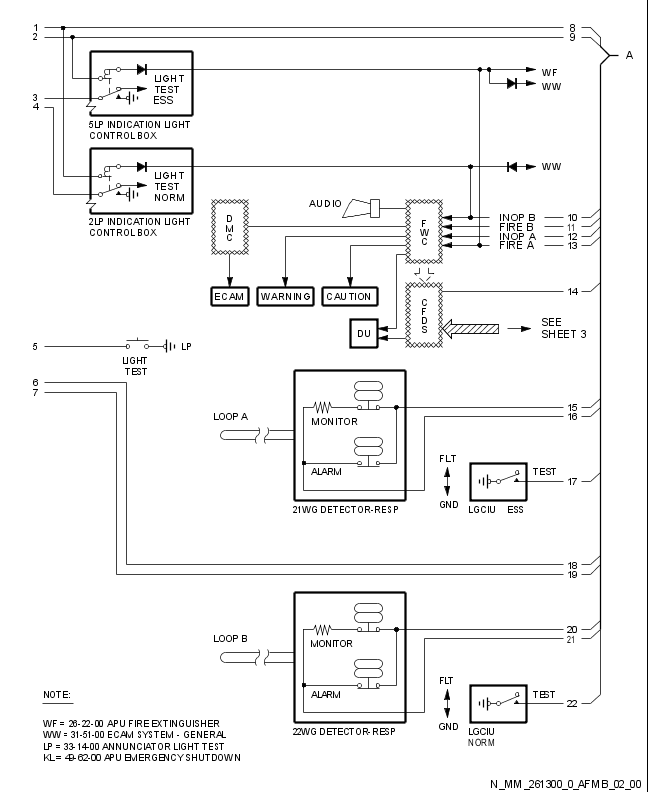 1
8
2
9
A
LIGHT
TEST
ESS
WF
WW
3
4
5LP INDICATION LIGHT
CONTROL BOX
LIGHT
TEST
NORM
WW
2LP INDICATION LIGHT
CONTROL BOX
DMC
AUDIO
FWC
INOP B 10
FIRE B 11
INOP A 12
FIRE A 13
ECAM
WARNING
CAUTION
CFDS
14
DU
SEE
SHEET 3
5
LP
LIGHT
TEST
6
7
LOOP A
MONITOR
ALARM
15
16
FLT
GND
TEST
17
21WG DETECTOR-RESP
LGCIU ESS
18
19
LOOP B
MONITOR
ALARM
20
21
FLT
GND
TEST
22
22WG DETECTOR-RESP
LGCIU
NORM
NOTE:
WF = 26-22-00 APU FIRE EXTINGUISHER
WW = 31-51-00 ECAM SYSTEM - GENERAL
LP = 33-14-00 ANNUNCIATOR LIGHT TEST
KL = 49-62-00 APU EMERGENCY SHUTDOWN
N_MM_261300_0_AFMB_02_00